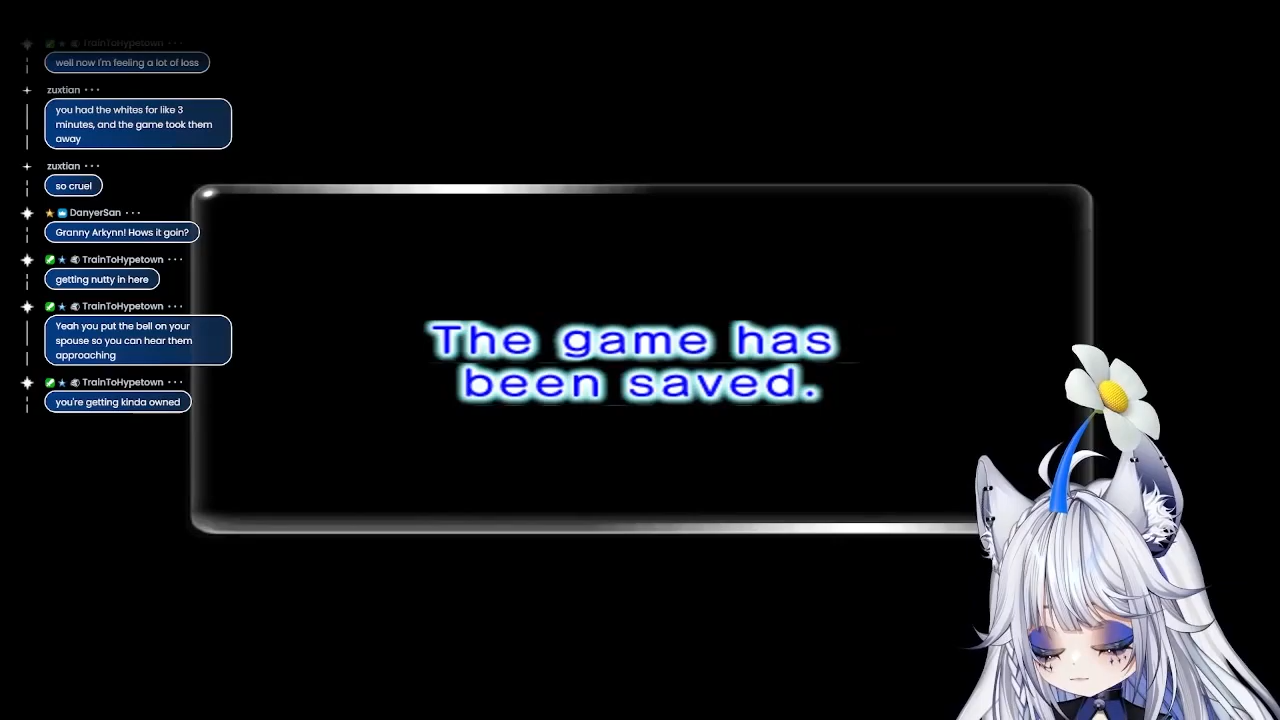 TrainToHypetown
well now I'm feeling a lot of loss
zuxtian
you had the whites for like 3
minutes, and the game took them
away
zuxtian
so cruel
DanyerSan
Granny Arkynn! Hows it goin?
TrainToHypetown
getting nutty in here
TrainToHypetown
Yeah you put the bell on your
spouse so you can hear them
approaching
TrainToHypetown
you're getting kinda owned
The game has
been saved.